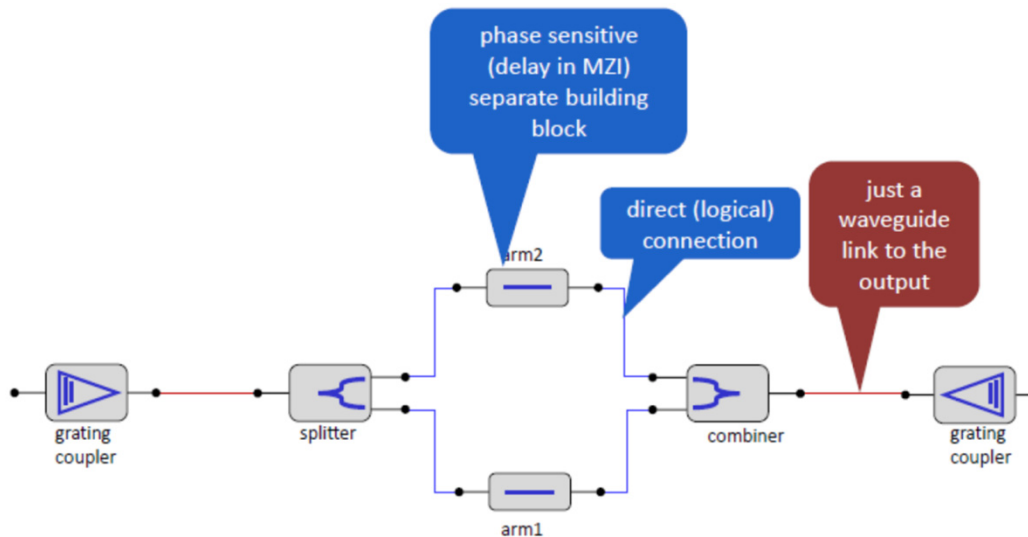 phase sensitive
(delay in MZI)
separate building
block
direct (logical)
connection
just a
waveguide
link to the
output
arm2
grating
coupler
splitter
combiner
grating
coupler
arm1